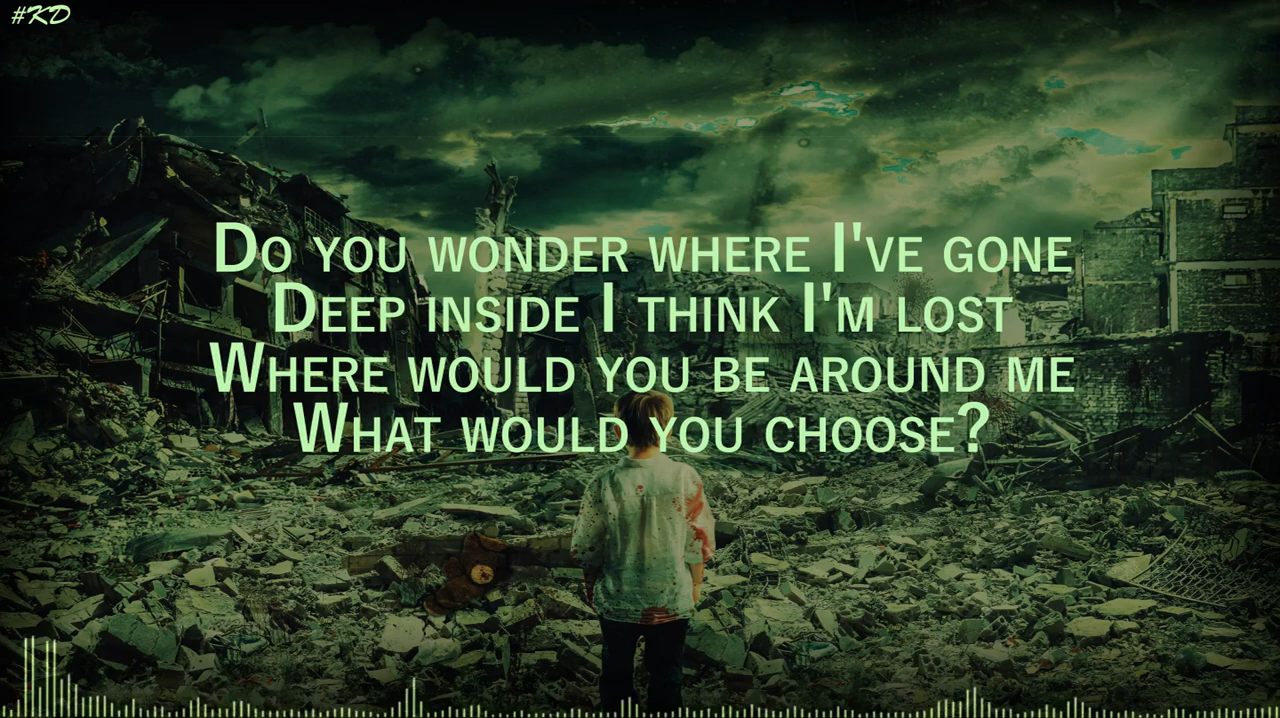 #KD
Do you wonder where I've gone
Deep inside I think I'm lost
Where would you be around me
What would you choose?